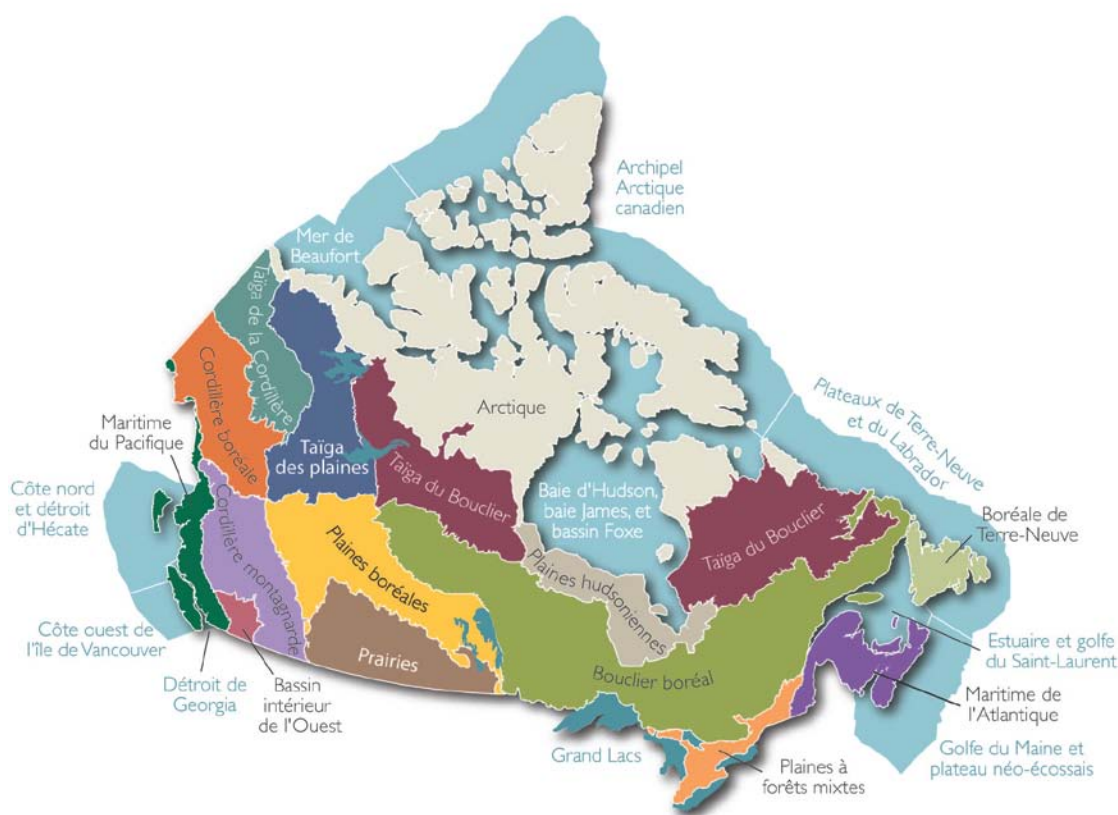 Archipel
Arctique
canadien
Mer de
Beaufort
Taïga de la Cordillère
Cordillère boréale
Arctique
Plateaux de Terre-Neuve
et du Labrador
Maritime
du Pacifique
Taïga
des plaines
Taïga du Bouclier
Baie d'Hudson,
baie James, et
bassin Foxe
Taïga du Bouclier
Boréale de
Terre-Neuve
Côte nord
et détroit
d'Hécate
Cordillère montagnarde
Plaines boréales
Plaines hudsoniennes
Côte ouest de
l'île de Vancouver
Prairies
Bouclier boréal
Estuaire et golfe
du Saint-Laurent
Détroit de
Georgia
Bassin
intérieur
de l'Ouest
Maritime de
l'Atlantique
Grand Lacs
Plaines à
forêts mixtes
Golfe du Maine et
plateau néo-écossais